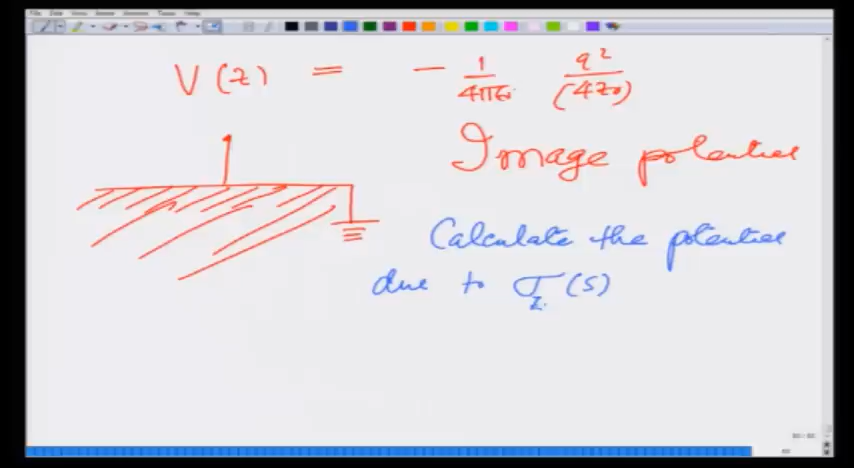 V(z) = - 1/4πε₀ q²/(4z₀)
Image potential
Calculate the potential
due to σ (s)